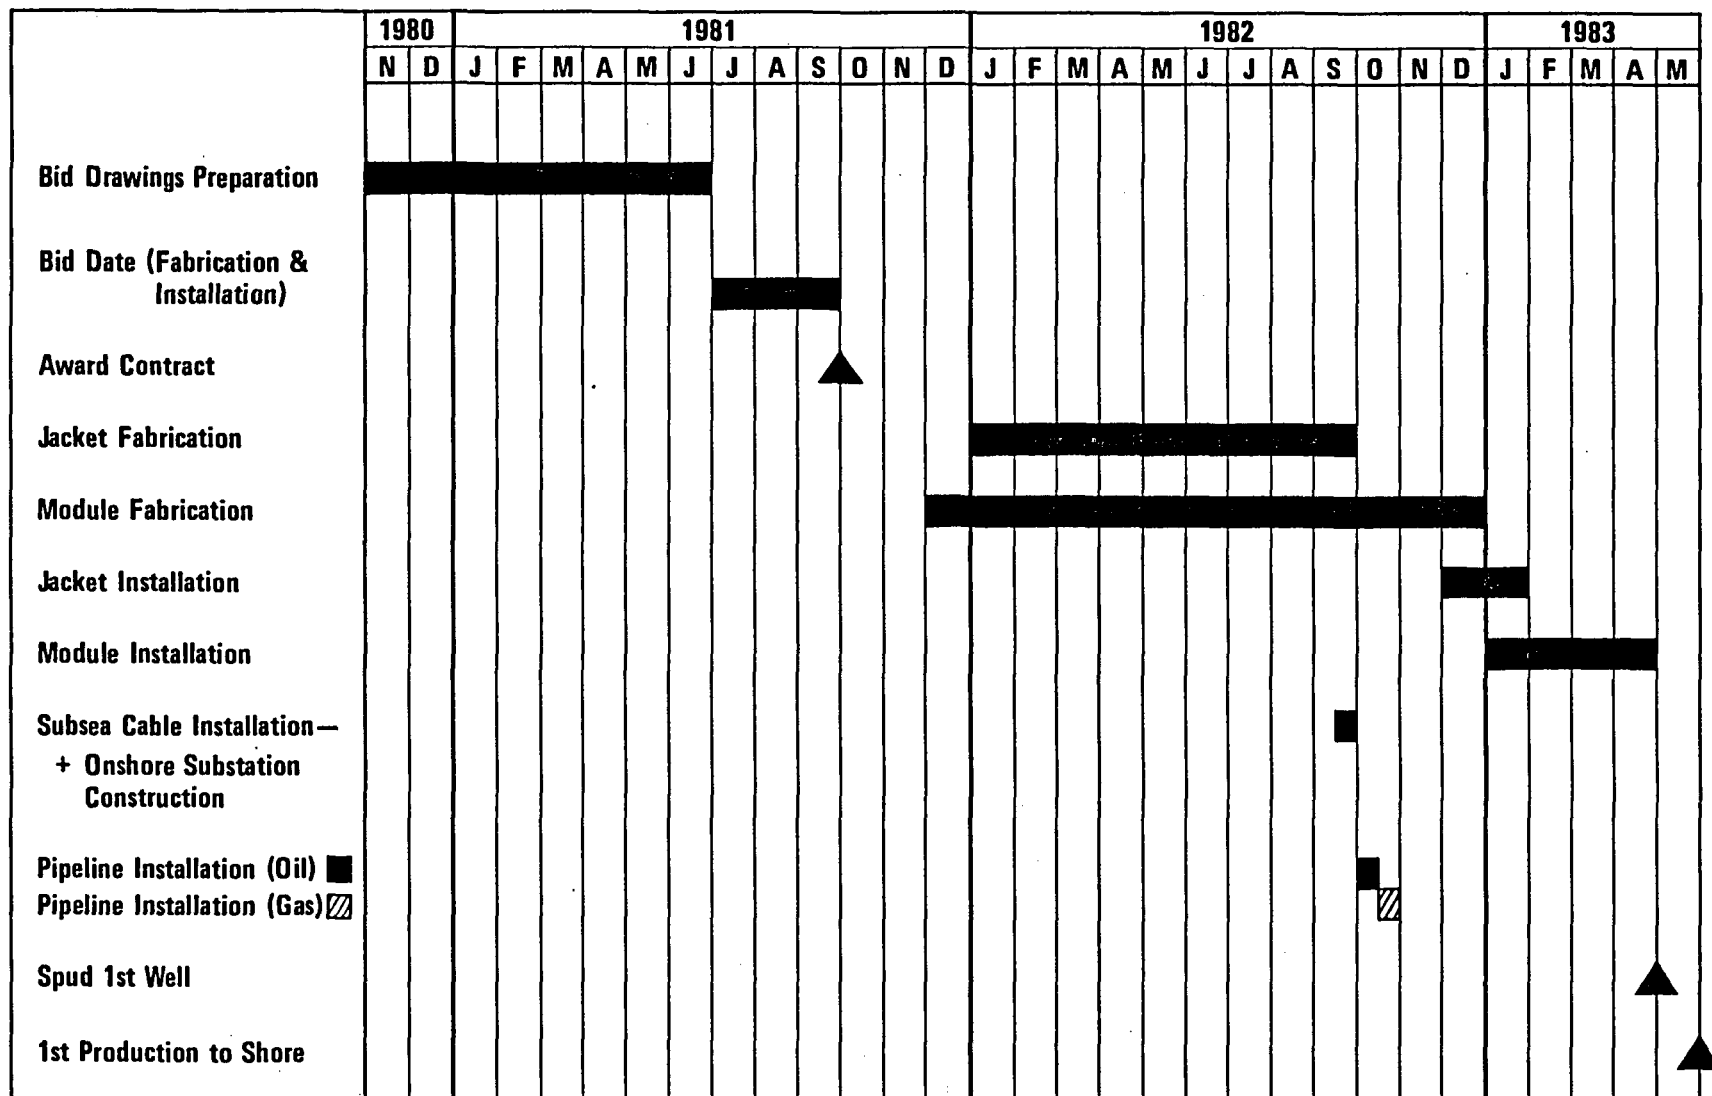 1980 1981 1982 1983
N D J F M A M J J A S O N D J F M A M J J A S O N D J F M A M
Bid Drawings Preparation
Bid Date (Fabrication &
Installation)
Award Contract
Jacket Fabrication
Module Fabrication
Jacket Installation
Module Installation
Subsea Cable Installation—
+ Onshore Substation
Construction
Pipeline Installation (Oil)
Pipeline Installation (Gas)
Spud 1st Well
1st Production to Shore